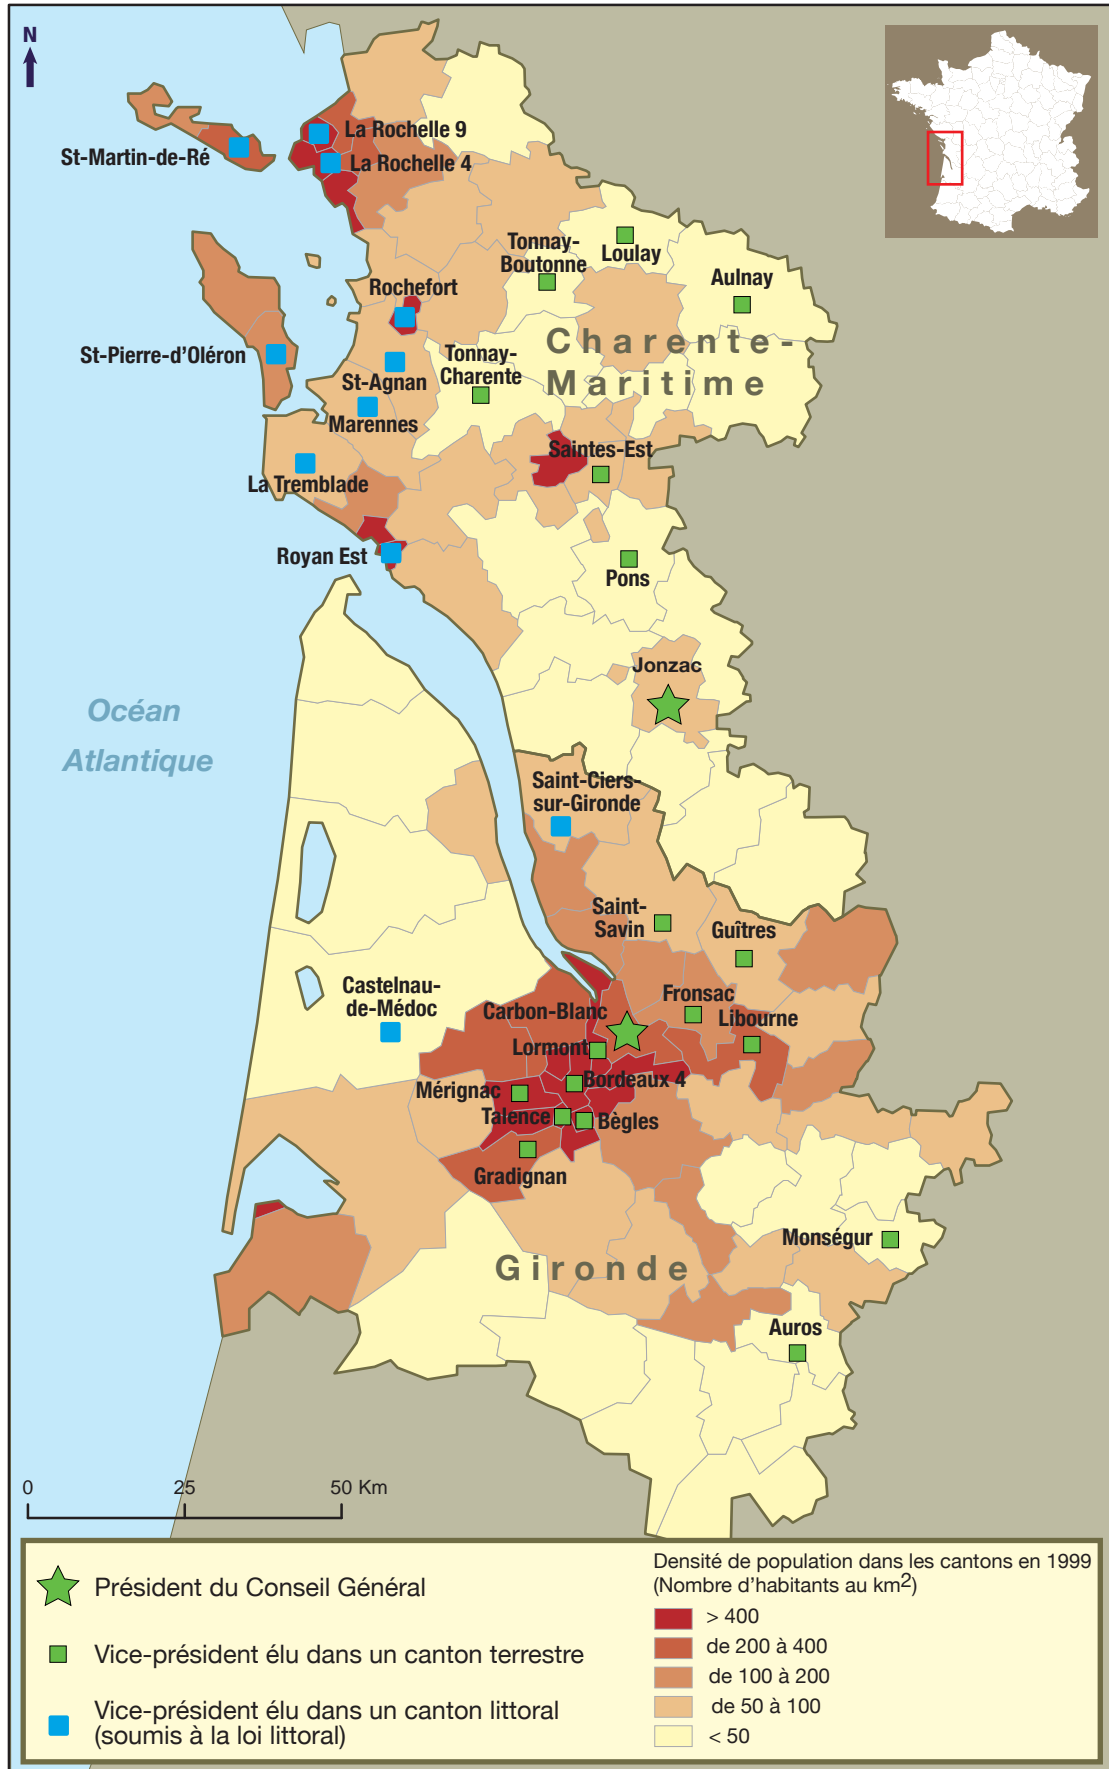 N
La Rochelle 9
St-Martin-de-Ré
La Rochelle 4
Tonnay-
Boutonne
Loulay
Aulnay
Rochefort
Charente-
Maritime
St-Pierre-d'Oléron
Tonnay-
Charente
St-Agnan
Marennes
Saintes-Est
La Tremblade
Royan Est
Pons
Jonzac
Océan
Atlantique
Saint-Ciers-
sur-Gironde
Saint-
Savin
Guîtres
Castelnau-
de-Médoc
Carbon-Blanc
Fronsac
Libourne
Lormont
Bordeaux 4
Mérignac
Talence
Bègles
Gradignan
Monségur
Gironde
Auros
0 25 50 Km
Président du Conseil Général
Vice-président élu dans un canton terrestre
Vice-président élu dans un canton littoral
(soumis à la loi littoral)
Densité de population dans les cantons en 1999
(Nombre d'habitants au km²)
> 400
de 200 à 400
de 100 à 200
de 50 à 100
< 50